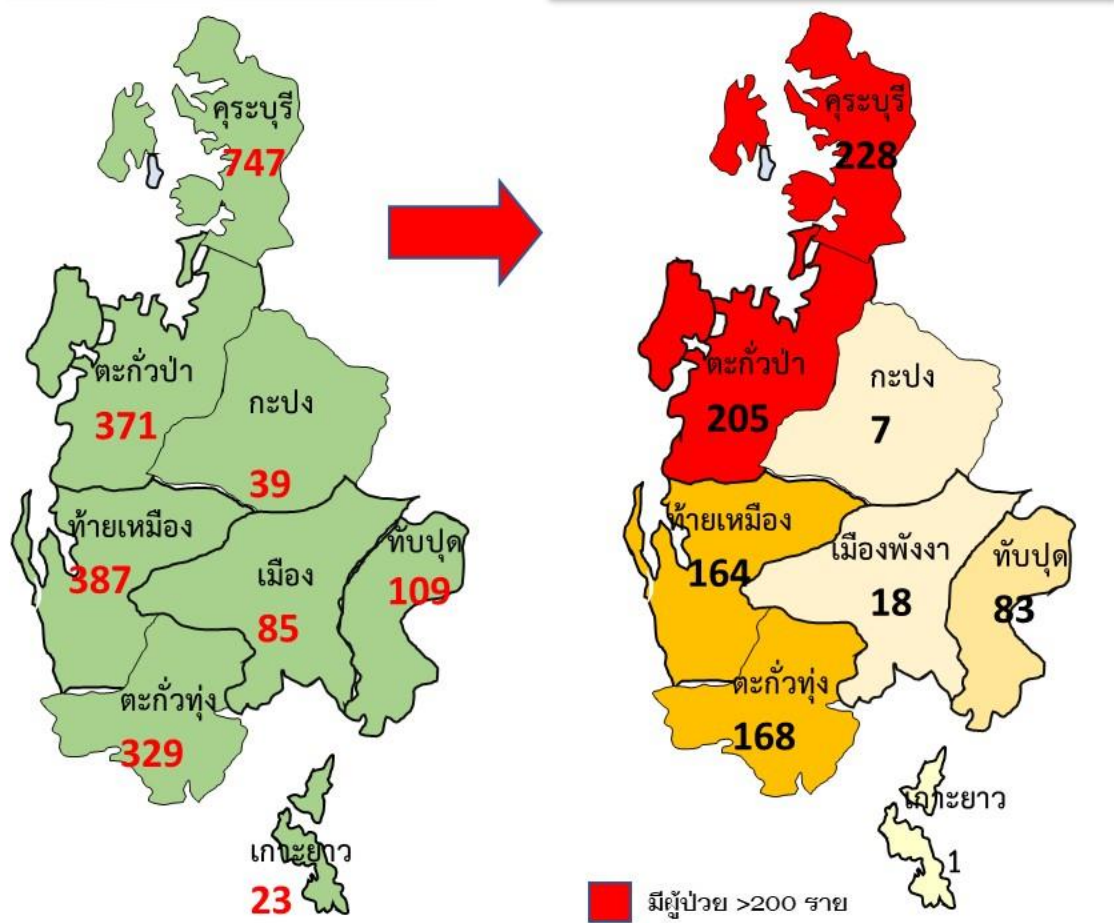 คุระบุรี
747
ตะกั่วป่า
371
กะปง
39
ท้ายเหมือง
387
เมือง
85
ทับปุด
109
ตะกั่วทุ่ง
329
เกาะยาว
23
คุระบุรี
228
ตะกั่วป่า
205
กะปง
7
ท้ายเหมือง
164
เมืองพังงา
18
ทับปุด
83
ตะกั่วทุ่ง
168
เกาะยาว
1
มีผู้ป่วย >200 ราย